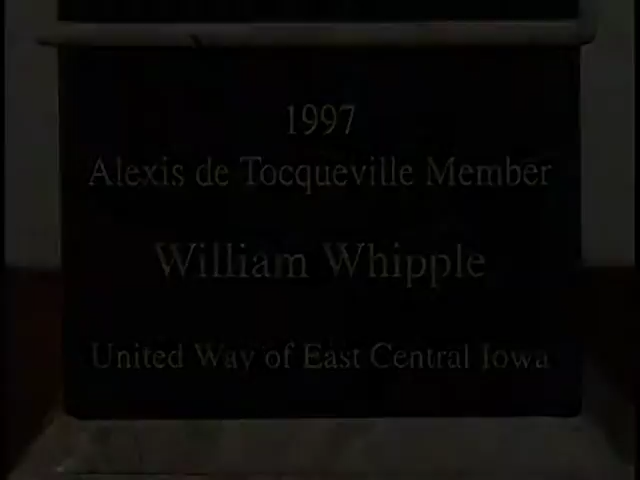 1997
Alexis de Tocqueville Member
William Whipple
United Way of East Central Iowa